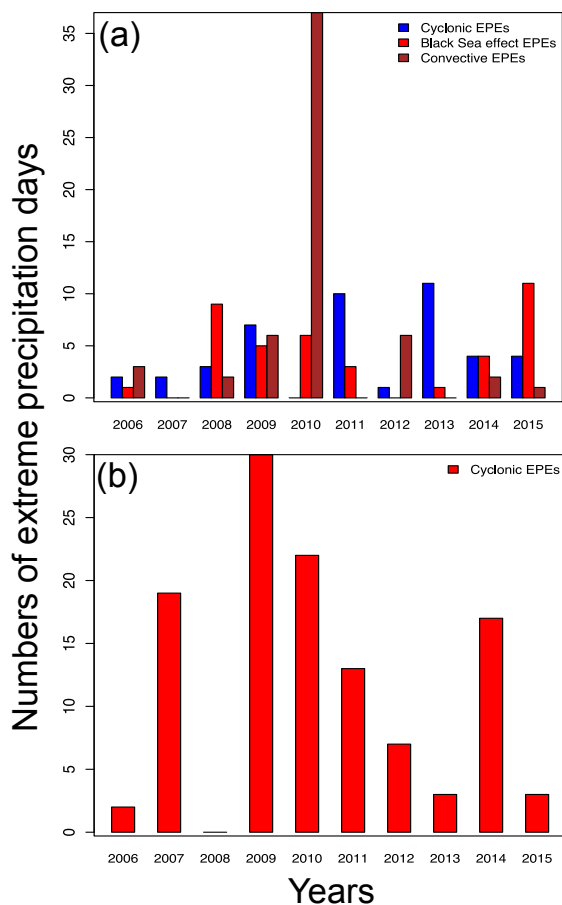 Numbers of extreme precipitation days
(a)
Cyclonic EPEs
Black Sea effect EPEs
Convective EPEs
35
30
25
20
15
10
5
0
2006 2007 2008 2009 2010 2011 2012 2013 2014 2015
(b)
Cyclonic EPEs
30
25
20
15
10
5
0
2006 2007 2008 2009 2010 2011 2012 2013 2014 2015
Years